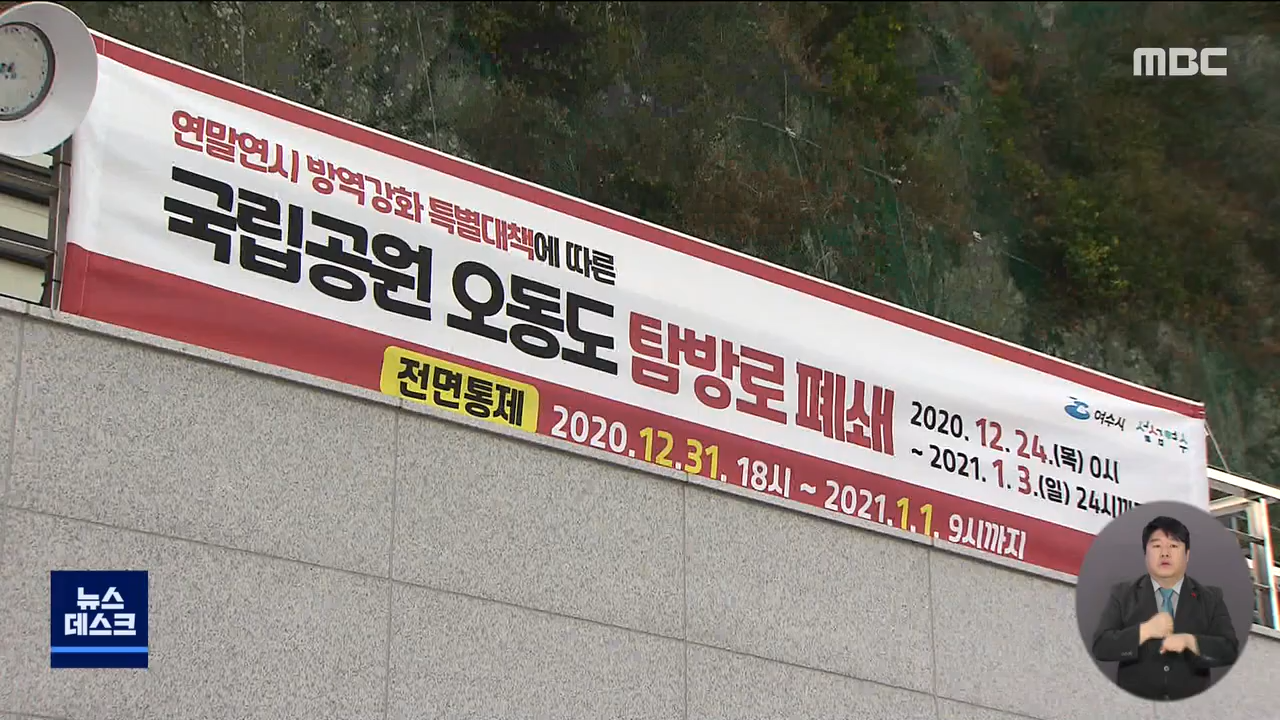 MBC
연말연시 방역강화 특별대책에 따른
국립공원 오동도 탐방로 폐쇄
2020. 12. 24.(목) 0시
~ 2021. 1. 3.(일) 24시까지
전면통제 2020.12.31. 18시 ~ 2021.1.1. 9시까지
여수시
뉴스
데스크